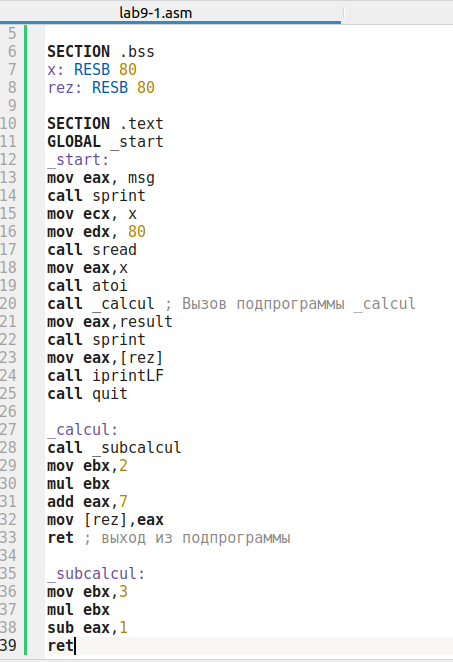 lab9-1.asm
5
6 SECTION .bss
7 x: RESB 80
8 rez: RESB 80
9
10 SECTION .text
11 GLOBAL _start
12 _start:
13 mov eax, msg
14 call sprint
15 mov ecx, x
16 mov edx, 80
17 call sread
18 mov eax,x
19 call atoi
20 call _calcul ; Вызов подпрограммы _calcul
21 mov eax,result
22 call sprint
23 mov eax,[rez]
24 call iprintLF
25 call quit
26
27 _calcul:
28 call _subcalcul
29 mov ebx,2
30 mul ebx
31 add eax,7
32 mov [rez],eax
33 ret ; выход из подпрограммы
34
35 _subcalcul:
36 mov ebx,3
37 mul ebx
38 sub eax,1
39 ret